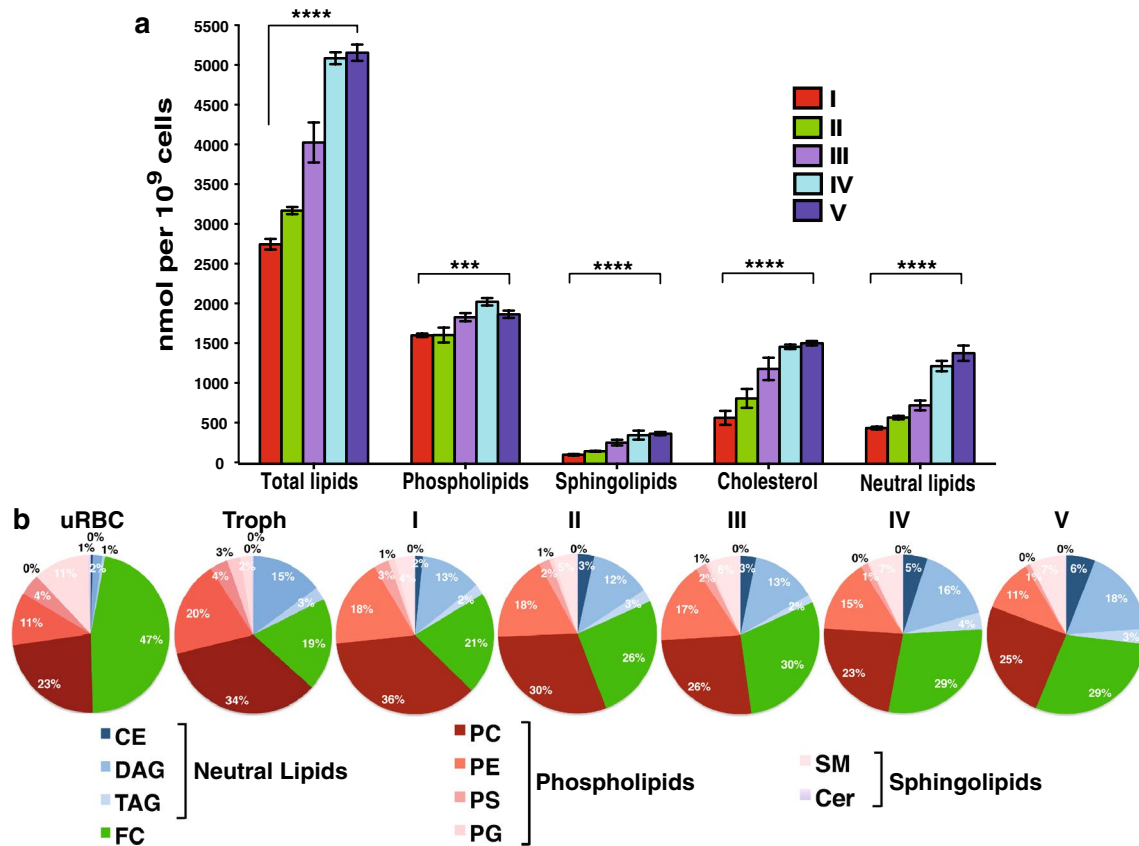 a
nmol per 10⁹ cells
5500
5000
4500
4000
3500
3000
2500
2000
1500
1000
500
0
****
***
****
****
****
I
II
III
IV
V
Total lipids
Phospholipids
Sphingolipids
Cholesterol
Neutral lipids
b
uRBC
Troph
I
II
III
IV
V
0%
1%
1%
2%
0%
11%
4%
11%
47%
23%
0%
0%
3%
2%
4%
15%
3%
20%
19%
34%
0%
1%
2%
3%
4%
13%
2%
18%
21%
36%
0%
1%
3%
5%
2%
12%
3%
18%
26%
30%
0%
1%
3%
2%
13%
2%
17%
30%
26%
0%
0%
5%
7%
1%
16%
4%
15%
29%
23%
0%
0%
6%
7%
1%
18%
3%
11%
29%
25%
CE
DAG
TAG
FC
Neutral Lipids
PC
PE
PS
PG
Phospholipids
SM
Cer
Sphingolipids